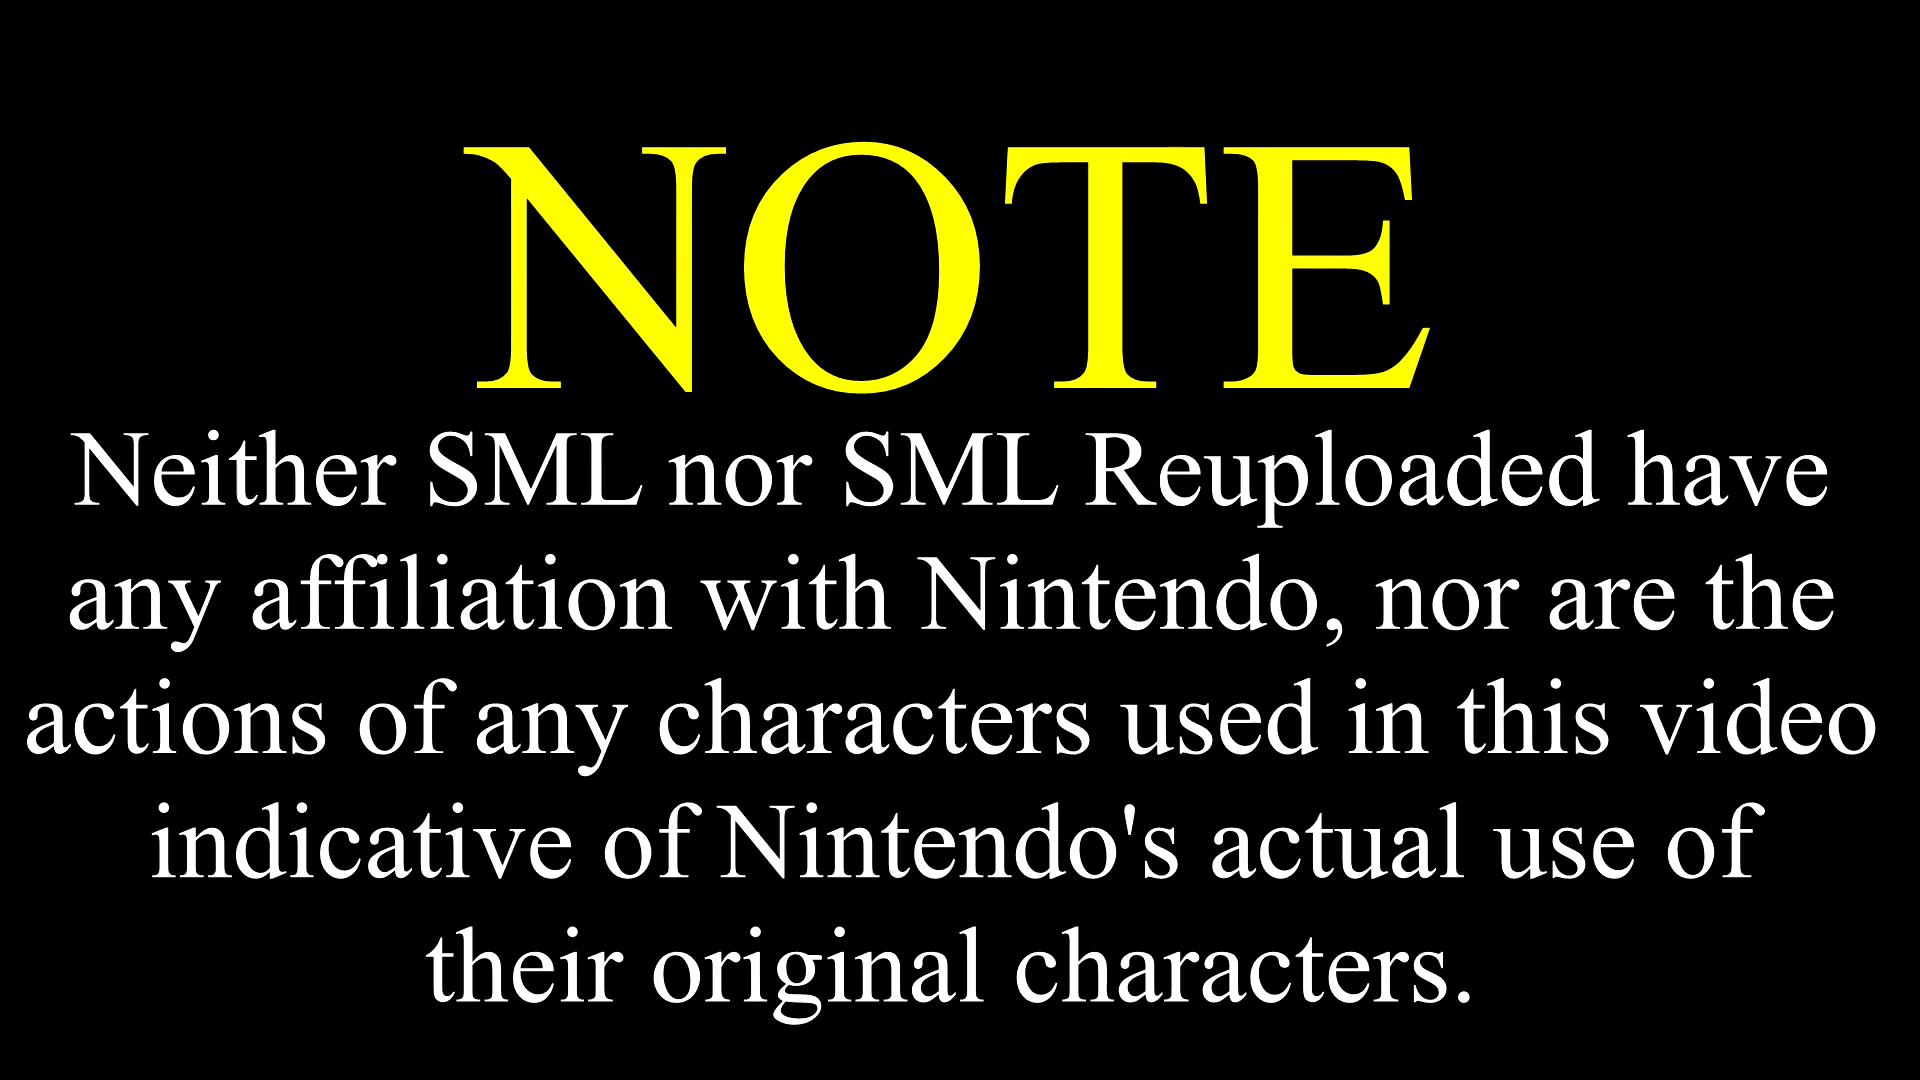 NOTE
Neither SML nor SML Reuploaded have
any affiliation with Nintendo, nor are the
actions of any characters used in this video
indicative of Nintendo's actual use of
their original characters.